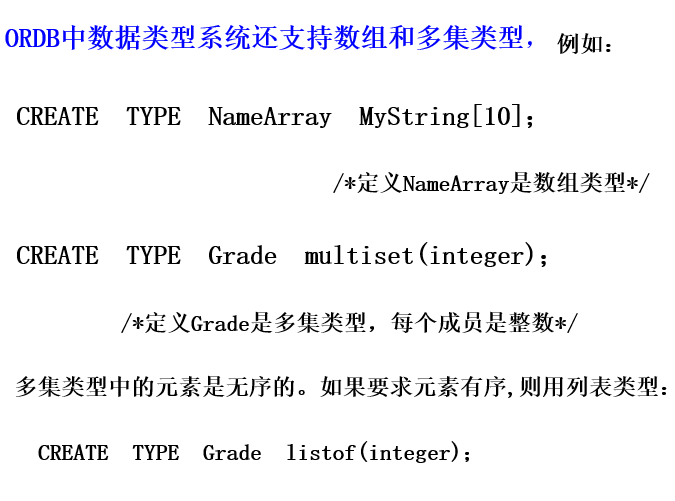 ORDB中数据类型系统还支持数组和多集类型，例如：
CREATE TYPE NameArray MyString[10]；
/*定义NameArray是数组类型*/
CREATE TYPE Grade multiset(integer)；
/*定义Grade是多集类型，每个成员是整数*/
多集类型中的元素是无序的。如果要求元素有序,则用列表类型：
CREATE TYPE Grade listof(integer)；